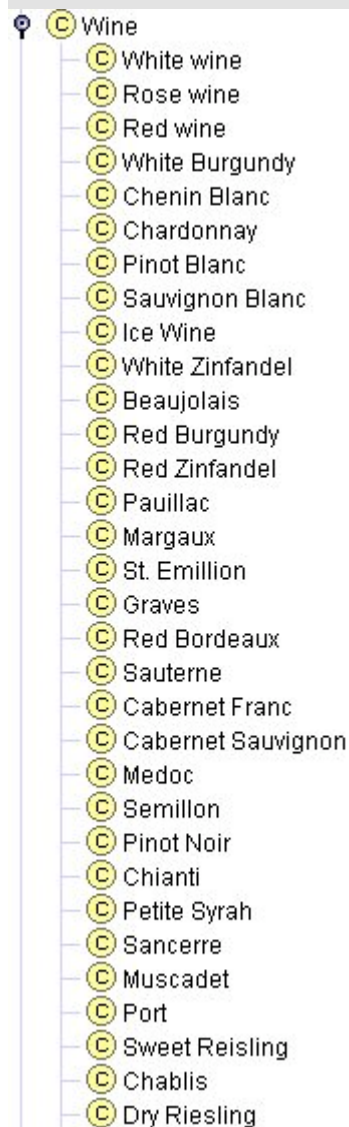 C Wine
C White wine
C Rose wine
C Red wine
C White Burgundy
C Chenin Blanc
C Chardonnay
C Pinot Blanc
C Sauvignon Blanc
C Ice Wine
C White Zinfandel
C Beaujolais
C Red Burgundy
C Red Zinfandel
C Pauillac
C Margaux
C St. Emillion
C Graves
C Red Bordeaux
C Sauterne
C Cabernet Franc
C Cabernet Sauvignon
C Medoc
C Semillon
C Pinot Noir
C Chianti
C Petite Syrah
C Sancerre
C Muscadet
C Port
C Sweet Reisling
C Chablis
C Dry Riesling